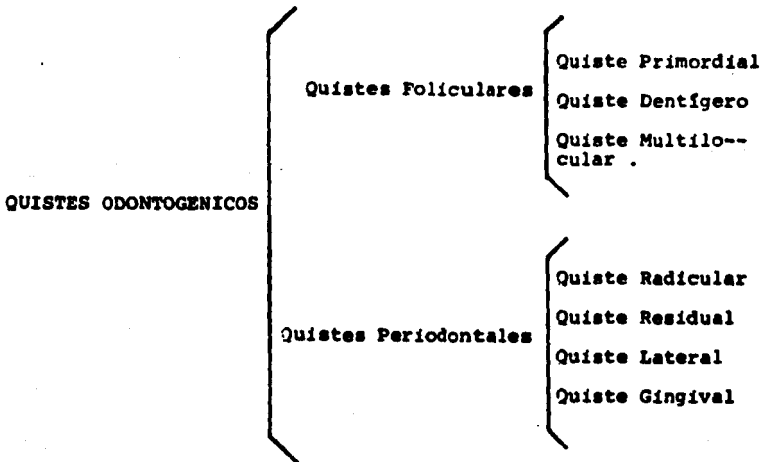 Quistes Foliculares
Quiste Primordial
Quiste Dentígero
Quiste Multilo--
cular .
QUISTES ODONTOGENICOS
Quistes Periodontales
Quiste Radicular
Quiste Residual
Quiste Lateral
Quiste Gingival